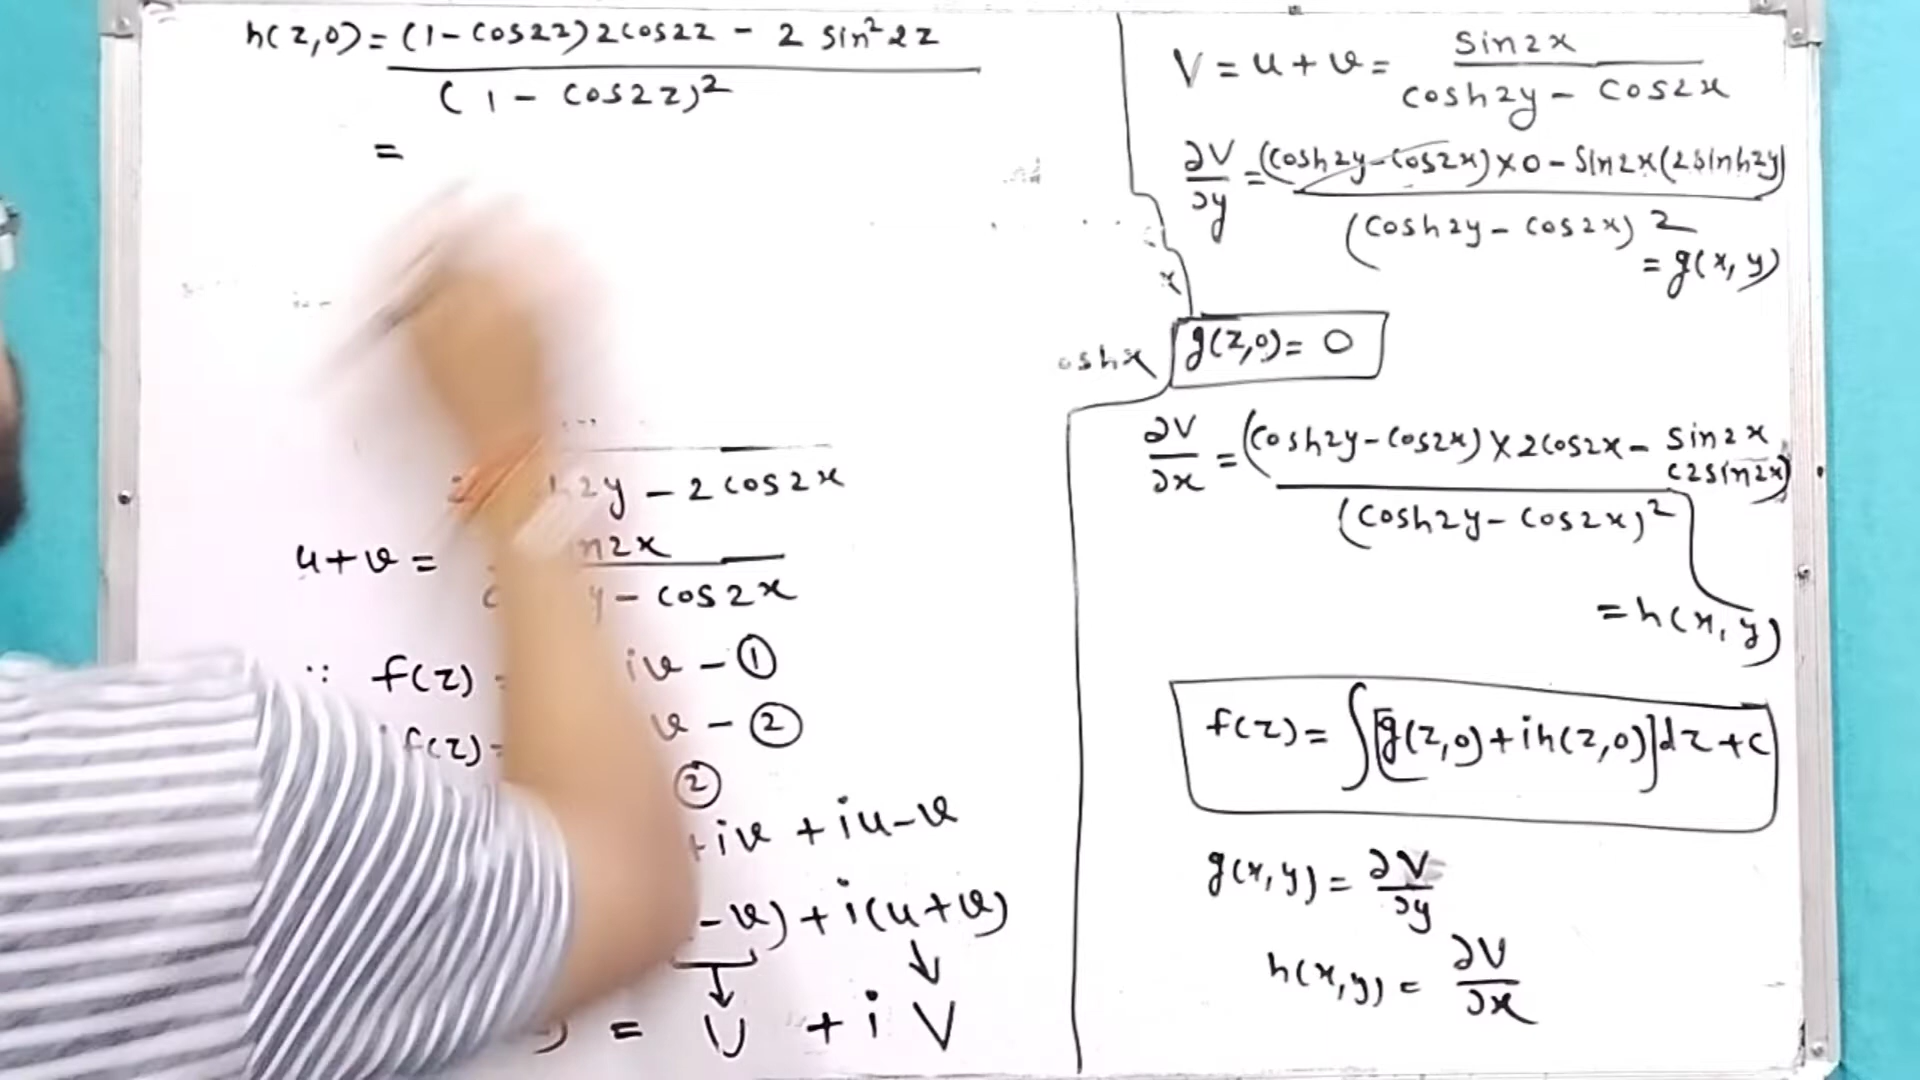 h(z,0) = (1-cos2z)2cos2z - 2 sin²2z
(1 - cos2z)²
=
h2y - 2cos2x
u+v = n2x
y - cos2x
∵ f(z) iv - ①
f(z) = v - ②
②
+iv + iu-v
-v) + i(u+v)
↓ ↓
) = U + i V
V = u+v = sin2x
cosh2y - cos2x
∂V/∂y = (cosh2y-cos2x)×0 - sin2x(2sinh2y)
(cosh2y - cos2x)2
= g(x,y)
x
oshx
g(z,0) = 0
∂V/∂x = (cosh2y-cos2x)×2cos2x - sin2x
(2sin2x)
(cosh2y - cos2x)²
= h(x,y)
f(z) = ∫[g(z,0)+ih(z,0)]dz+c
g(x,y) = ∂V/∂y
h(x,y) = ∂V/∂x